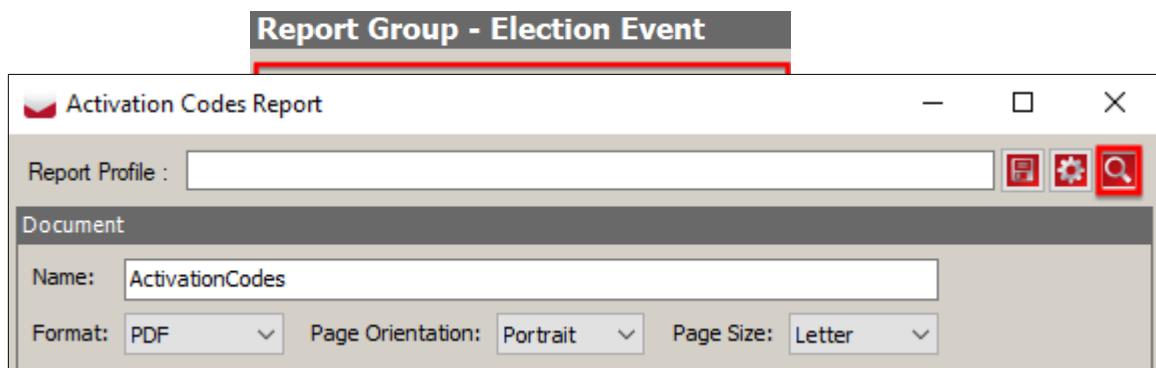 Report Group - Election Event
Activation Codes Report
Report Profile :
Document
Name: ActivationCodes
Format: PDF Page Orientation: Portrait Page Size: Letter